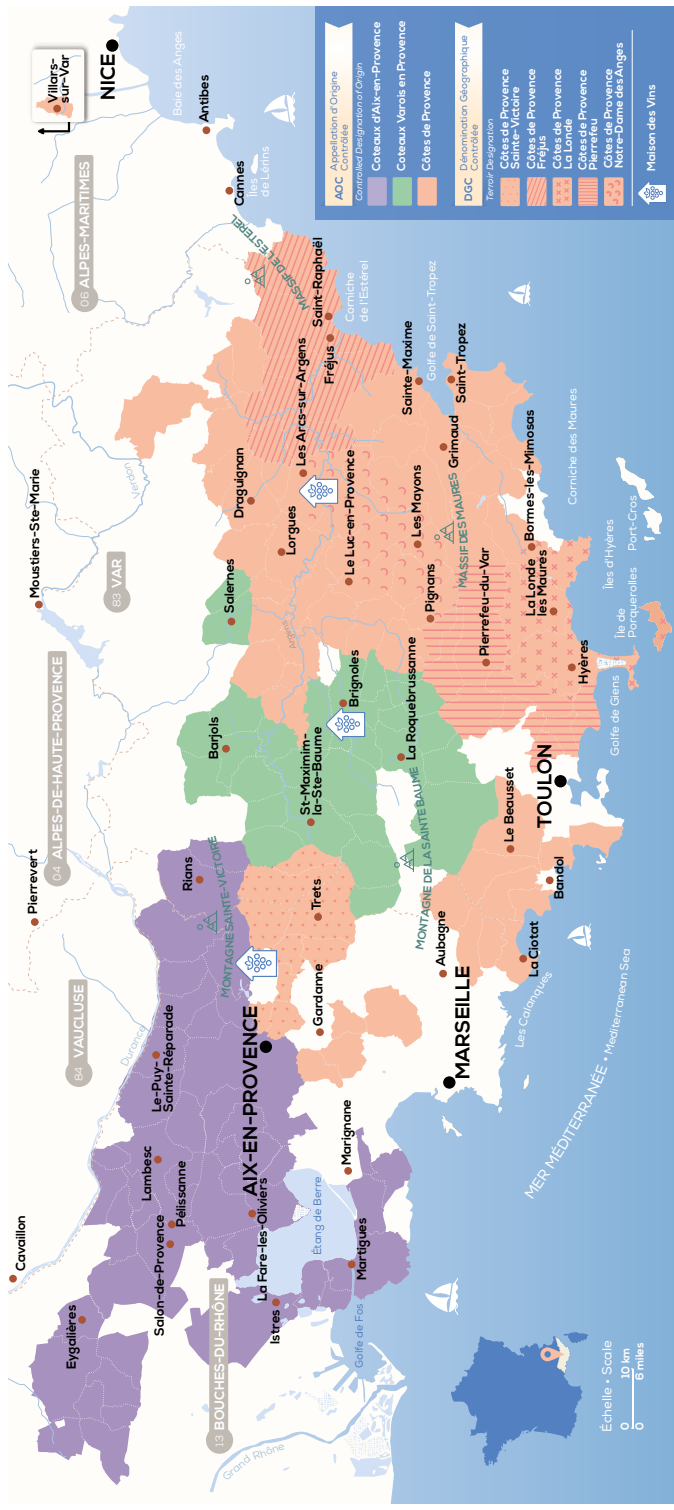 Villars-
sur-Var
NICE
Baie des Anges
Antibes
Cannes
Îles
de Lérins
06 ALPES-MARITIMES
MASSIF DE L'ESTEREL
Saint-Raphaël
Fréjus
Corniche
de l'Estérel
Les Arcs-sur-Argens
Draguignan
Verdon
Moustiers-Ste-Marie
83 VAR
Lorgues
Salernes
Argens
Le Luc-en-Provence
Les Mayons
Pignans
MASSIF DES MAURES
Sainte-Maxime
Golfe de Saint-Tropez
Saint-Tropez
Grimaud
Bormes-les-Mimosas
Corniche des Maures
La Londe
les Maures
Pierrefeu-du-Var
Hyères
Îles d'Hyères
Port-Cros
Île de
Porquerolles
Golfe de Giens
TOULON
04 ALPES-DE-HAUTE-PROVENCE
Barjols
Brignoles
St-Maximim-
la-Ste-Baume
La Roquebrussanne
MONTAGNE DE LA SAINTE BAUME
Le Beausset
Bandol
La Ciotat
Aubagne
Les Calanques
MARSEILLE
Pierrevert
Rians
MONTAGNE SAINTE-VICTOIRE
Trets
Gardanne
84 VAUCLUSE
Durance
Le-Puy-
Sainte-Réparade
AIX-EN-PROVENCE
Lambesc
Pélissanne
Salon-de-Provence
La Fare-les-Oliviers
Étang de Berre
Marignane
Martigues
Istres
Golfe de Fos
Cavaillon
Eygalières
13 BOUCHES-DU-RHÔNE
Grand Rhône
MER MÉDITERRANÉE • Mediterranean Sea
Échelle • Scale
0 10 km
0 6 miles
AOC Appellation d'Origine
Contrôlée
Controlled Designation of Origin
Coteaux d'Aix-en-Provence
Coteaux Varois en Provence
Côtes de Provence
DGC Dénomination Géographique
Contrôlée
Terroir Designation
Côtes de Provence
Sainte-Victoire
Côtes de Provence
Fréjus
Côtes de Provence
La Londe
Côtes de Provence
Pierrefeu
Côtes de Provence
Notre-Dame des Anges
Maison des Vins